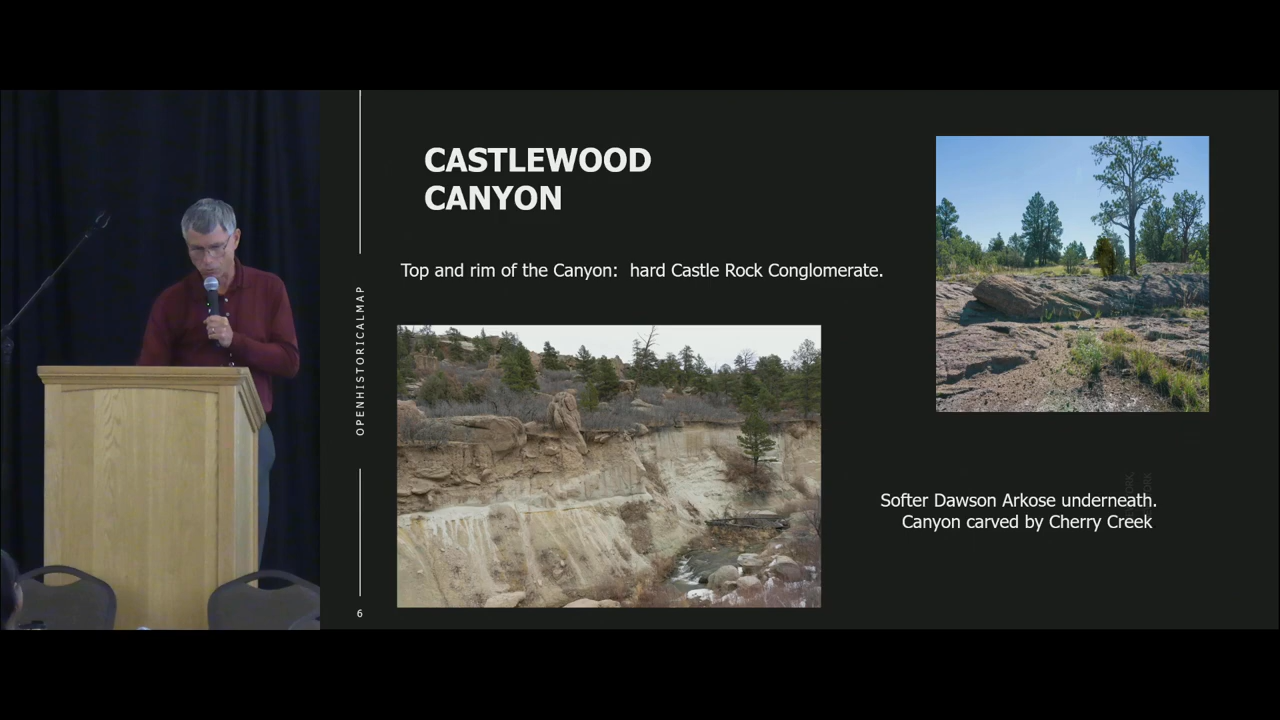 CASTLEWOOD
CANYON
Top and rim of the Canyon: hard Castle Rock Conglomerate.
OPENHISTORICALMAP
Softer Dawson Arkose underneath.
Canyon carved by Cherry Creek
6